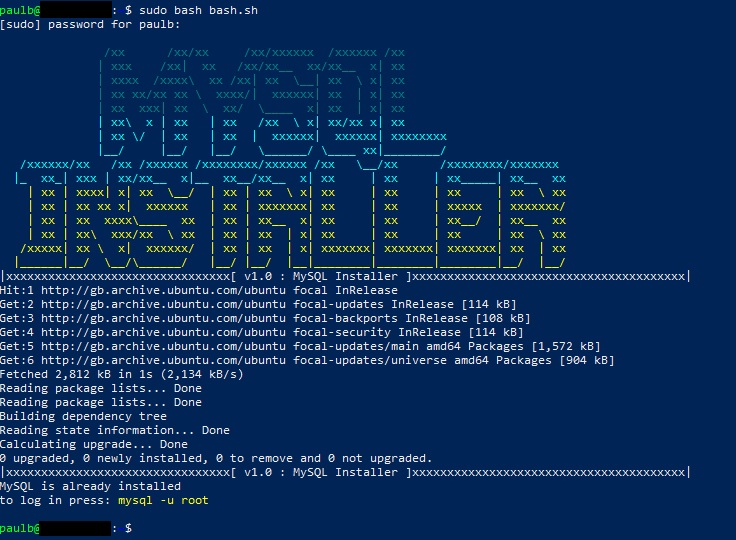 paulb@: $ sudo bash bash.sh
[sudo] password for paulb:
MYSQL
INSTALLER
|xxxxxxxxxxxxxxxxxxxxxxxxxxxxxxxx[ v1.0 : MySQL Installer ]xxxxxxxxxxxxxxxxxxxxxxxxxxxxxxxxxxxxxxx|
Hit:1 http://gb.archive.ubuntu.com/ubuntu focal InRelease
Get:2 http://gb.archive.ubuntu.com/ubuntu focal-updates InRelease [114 kB]
Get:3 http://gb.archive.ubuntu.com/ubuntu focal-backports InRelease [108 kB]
Get:4 http://gb.archive.ubuntu.com/ubuntu focal-security InRelease [114 kB]
Get:5 http://gb.archive.ubuntu.com/ubuntu focal-updates/main amd64 Packages [1,572 kB]
Get:6 http://gb.archive.ubuntu.com/ubuntu focal-updates/universe amd64 Packages [904 kB]
Fetched 2,812 kB in 1s (2,134 kB/s)
Reading package lists... Done
Reading package lists... Done
Building dependency tree
Reading state information... Done
Calculating upgrade... Done
0 upgraded, 0 newly installed, 0 to remove and 0 not upgraded.
|xxxxxxxxxxxxxxxxxxxxxxxxxxxxxxxx[ v1.0 : MySQL Installer ]xxxxxxxxxxxxxxxxxxxxxxxxxxxxxxxxxxxxxxx|
MySQL is already installed
to log in press: mysql -u root
paulb@: $